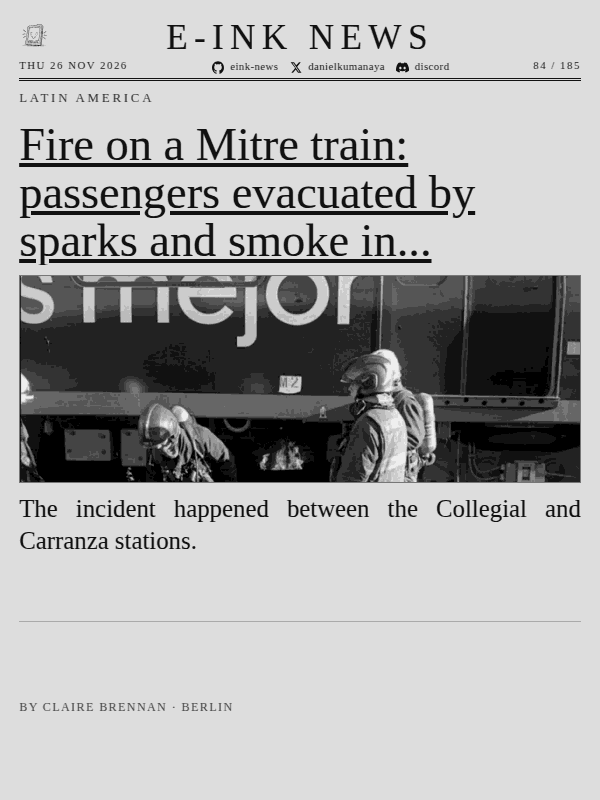 E-INK NEWS
THU 26 NOV 2026
eink-news danielkumanaya discord
84 / 185
LATIN AMERICA
Fire on a Mitre train:
passengers evacuated by
sparks and smoke in...
s mejor
M2
The incident happened between the Collegial and
Carranza stations.
BY CLAIRE BRENNAN · BERLIN